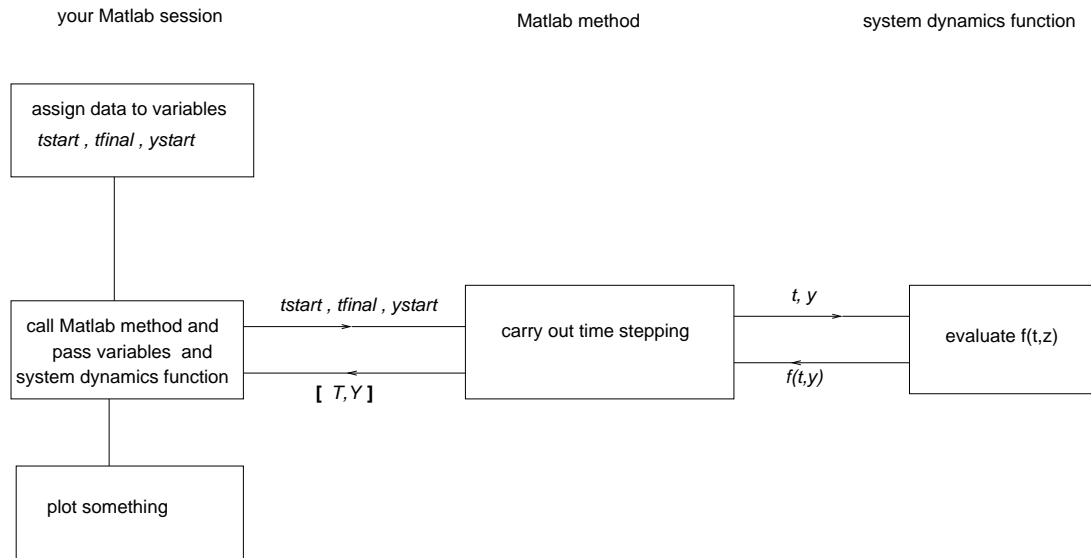 your Matlab session
Matlab method
system dynamics function
assign data to variables
tstart , tfinal , ystart
call Matlab method and
pass variables and
system dynamics function
tstart , tfinal , ystart
[ T,Y ]
carry out time stepping
t, y
f(t,y)
evaluate f(t,z)
plot something